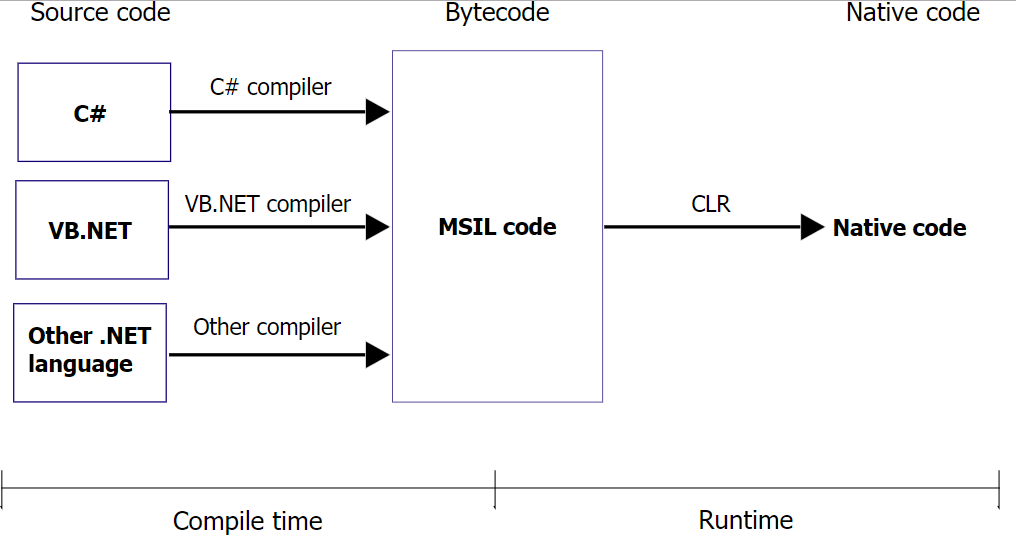 Source code
Bytecode
Native code
C#
C# compiler
VB.NET
VB.NET compiler
MSIL code
CLR
Native code
Other .NET
language
Other compiler
Compile time
Runtime